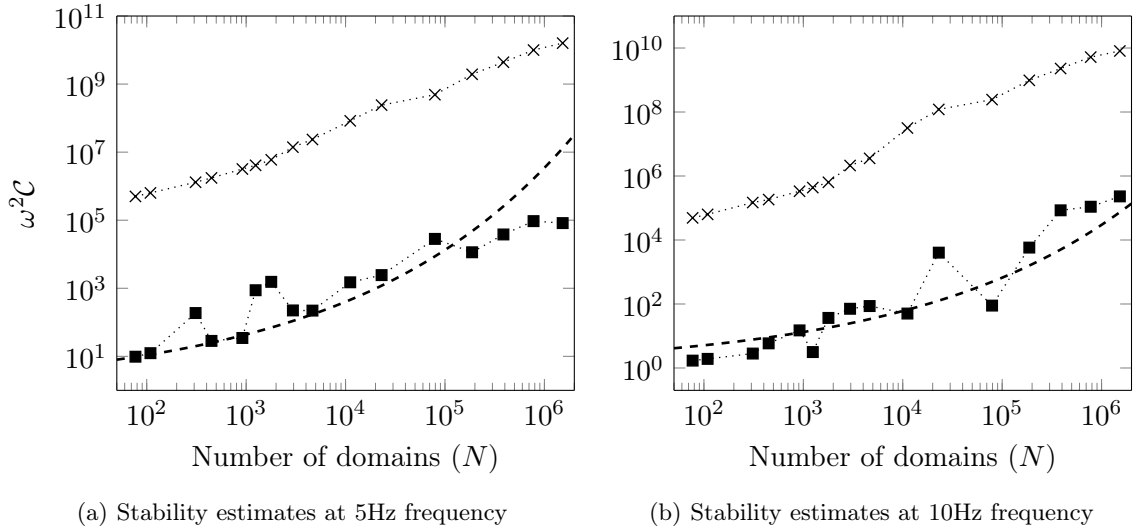 10^11
10^9
10^7
10^5
10^3
10^1
ω²𝒞
10^2 10^3 10^4 10^5 10^6
Number of domains (N)
(a) Stability estimates at 5Hz frequency
10^10
10^8
10^6
10^4
10^2
10^0
10^2 10^3 10^4 10^5 10^6
Number of domains (N)
(b) Stability estimates at 10Hz frequency